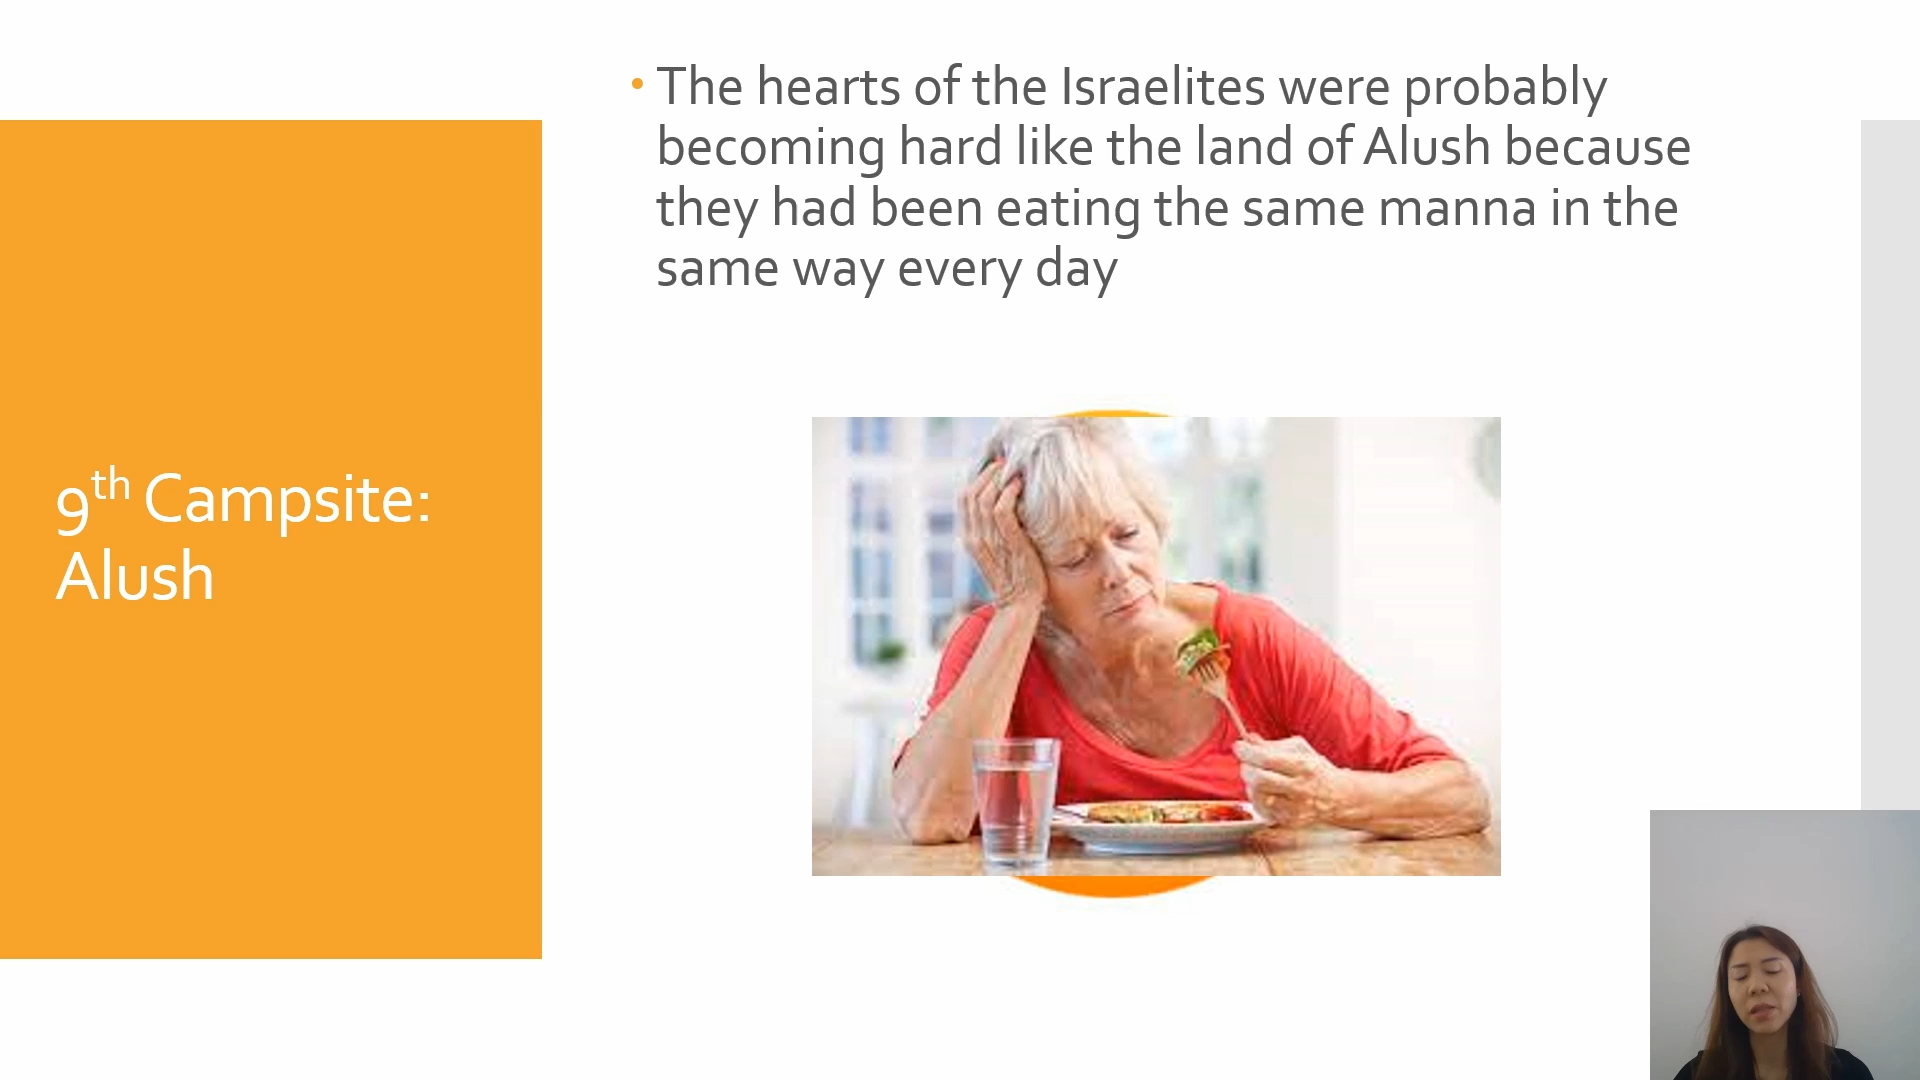 The hearts of the Israelites were probably
becoming hard like the land of Alush because
they had been eating the same manna in the
same way every day
9th Campsite:
Alush